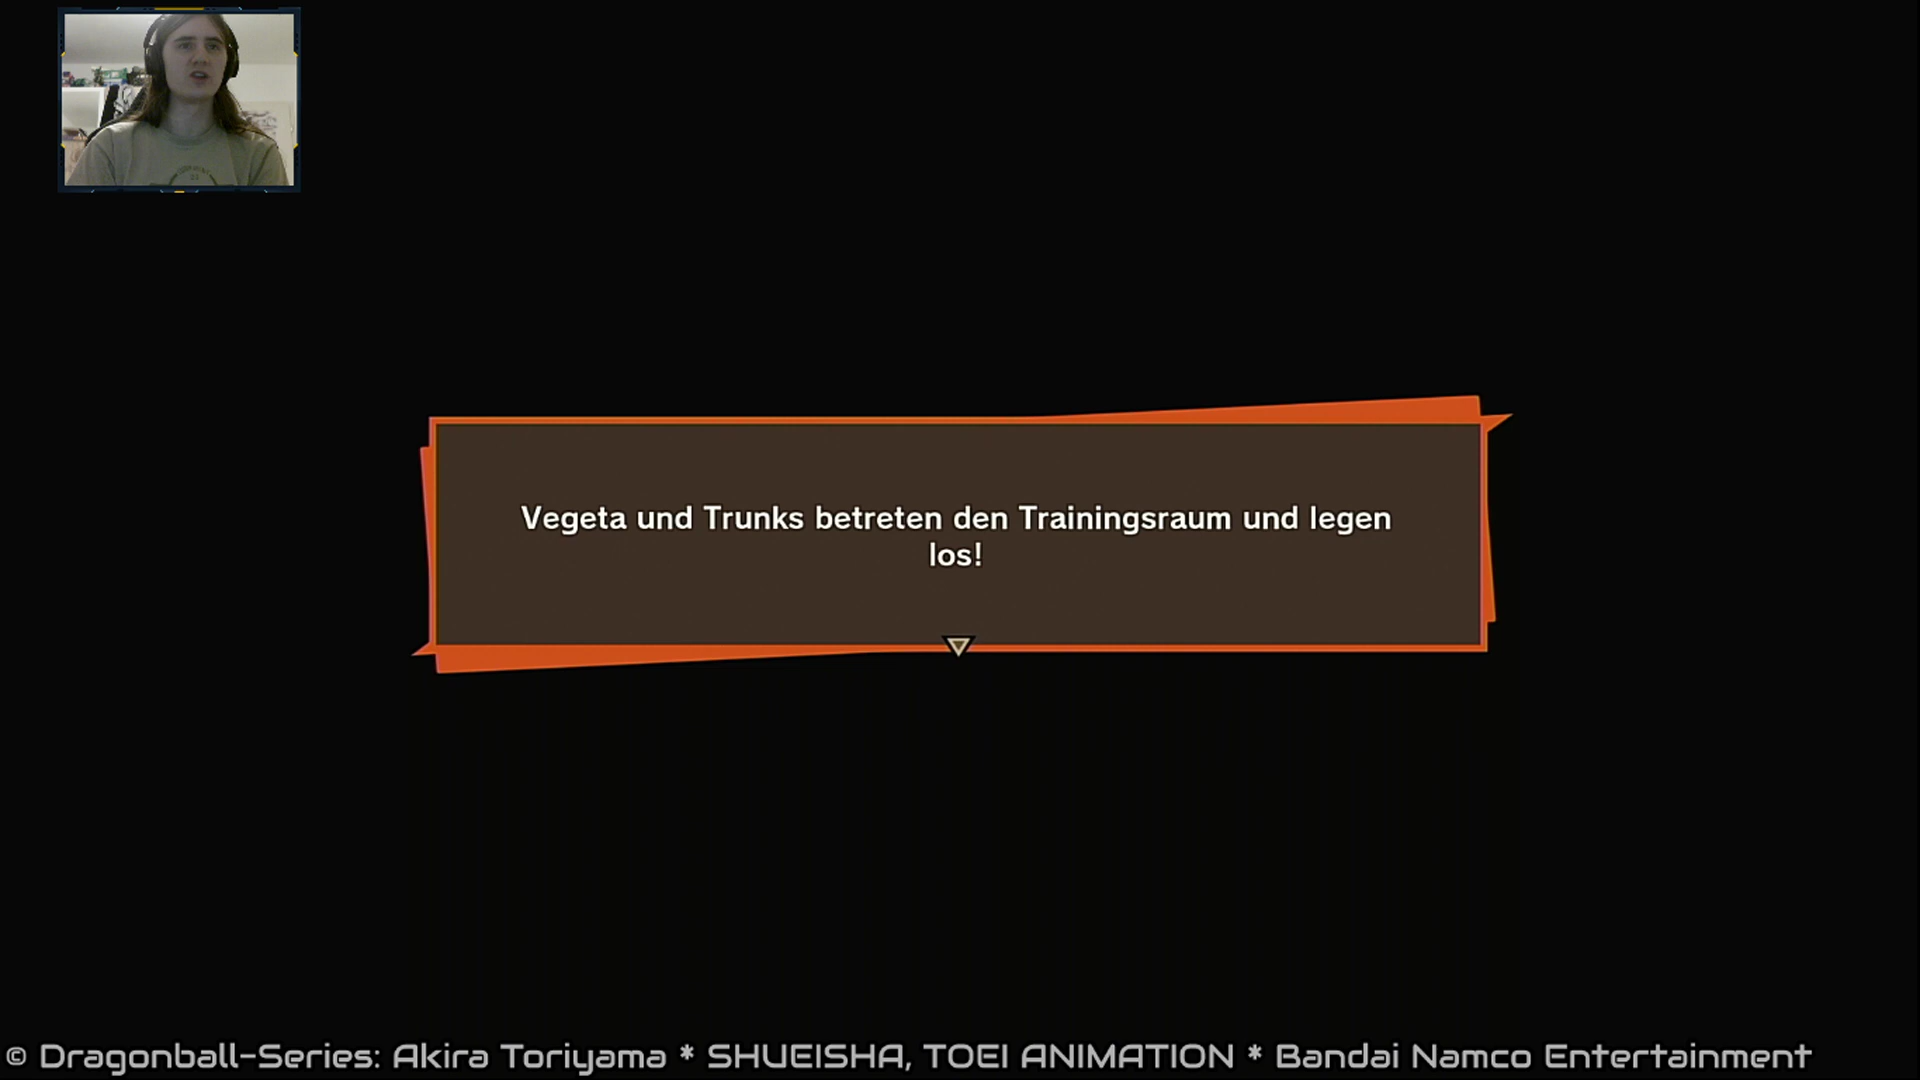 Vegeta und Trunks betreten den Trainingsraum und legen
los!
© Dragonball-Series: Akira Toriyama * SHUEISHA, TOEI ANIMATION * Bandai Namco Entertainment